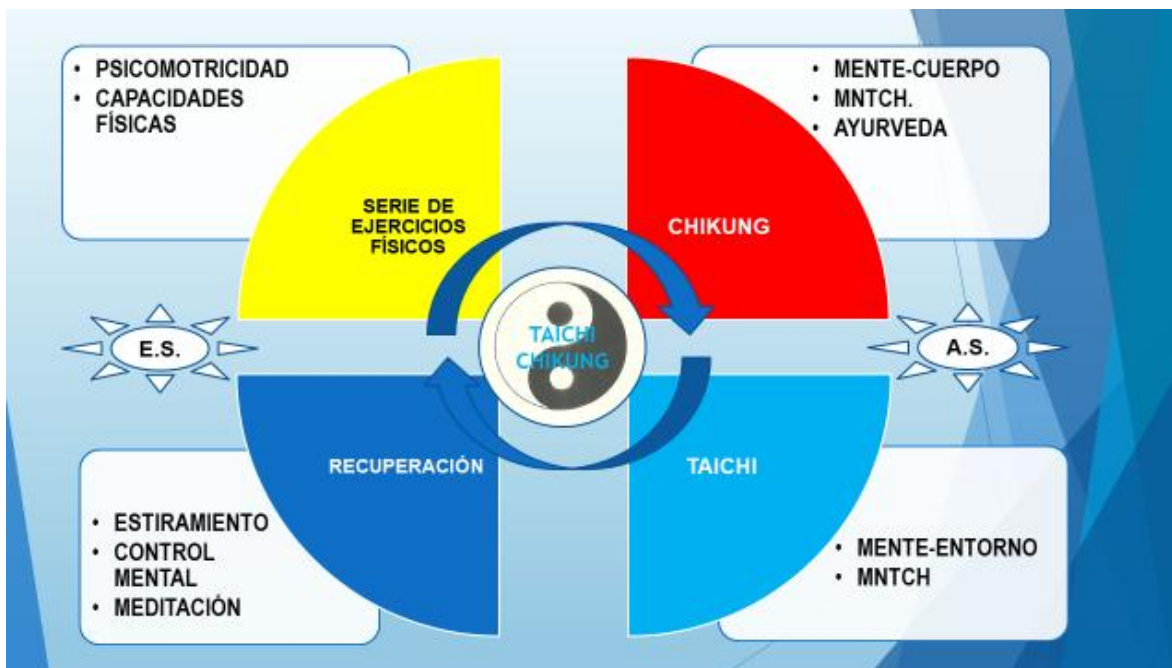 • PSICOMOTRICIDAD
• CAPACIDADES
FÍSICAS
SERIE DE
EJERCICIOS
FÍSICOS
• MENTE-CUERPO
• MNTCH.
• AYURVEDA
CHIKUNG
E.S.
TAICHI
CHIKUNG
A.S.
RECUPERACIÓN
• ESTIRAMIENTO
• CONTROL
MENTAL
• MEDITACIÓN
TAICHI
• MENTE-ENTORNO
• MNTCH